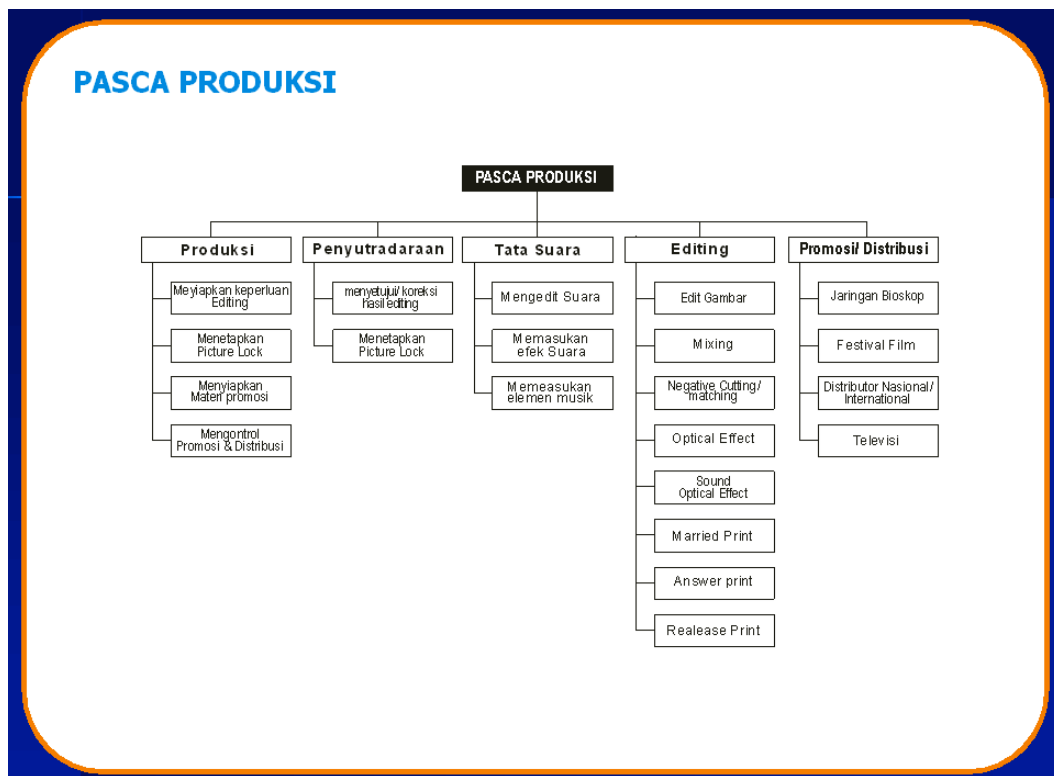 PASCA PRODUKSI
PASCA PRODUKSI
Produksi
Meyiapkan keperluan
Editing
Menetapkan
Picture Lock
Menyiapkan
Materi promosi
Mengontrol
Promosi & Distribusi
Penyutradaraan
menyetujui/ koreksi
hasil editing
Menetapkan
Picture Lock
Tata Suara
Mengedit Suara
Memasukan
efek Suara
Memeasukan
elemen musik
Editing
Edit Gambar
Mixing
Negative Cutting/
matching
Optical Effect
Sound
Optical Effect
Married Print
Answer print
Realease Print
Promosi/ Distribusi
Jaringan Bioskop
Festival Film
Distributor Nasional/
International
Televisi